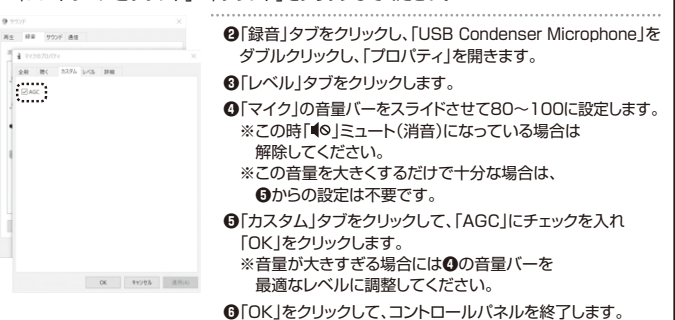 サウンド
再生 録音 サウンド 通信
マイクのプロパティ
全般 聴く カスタム レベル 詳細
AGC
OK キャンセル 適用(A)
❷「録音」タブをクリックし、「USB Condenser Microphone」を
ダブルクリックし、「プロパティ」を開きます。
❸「レベル」タブをクリックします。
❹「マイク」の音量バーをスライドさせて80～100に設定します。
※この時「🔇」ミュート(消音)になっている場合は
解除してください。
※この音量を大きくするだけで十分な場合は、
❺からの設定は不要です。
❺「カスタム」タブをクリックして、「AGC」にチェックを入れ
「OK」をクリックします。
※音量が大きすぎる場合には❹の音量バーを
最適なレベルに調整してください。
❻「OK」をクリックして、コントロールパネルを終了します。